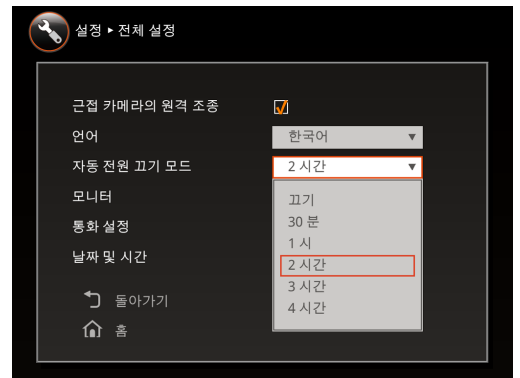 설정 ▸ 전체 설정
근접 카메라의 원격 조종
언어 한국어
자동 전원 끄기 모드 2 시간
모니터
통화 설정
날짜 및 시간
끄기
30 분
1 시
2 시간
3 시간
4 시간
돌아가기
홈